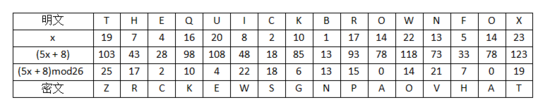 明文 T H E Q U I C K B R O W N F O X
x 19 7 4 16 20 8 2 10 1 17 14 22 13 5 14 23
(5x + 8) 103 43 28 98 108 48 18 85 13 93 78 118 73 33 78 123
(5x + 8)mod26 25 17 2 10 4 22 18 6 13 15 0 14 21 7 0 19
密文 Z R C K E W S G N P A O V H A T